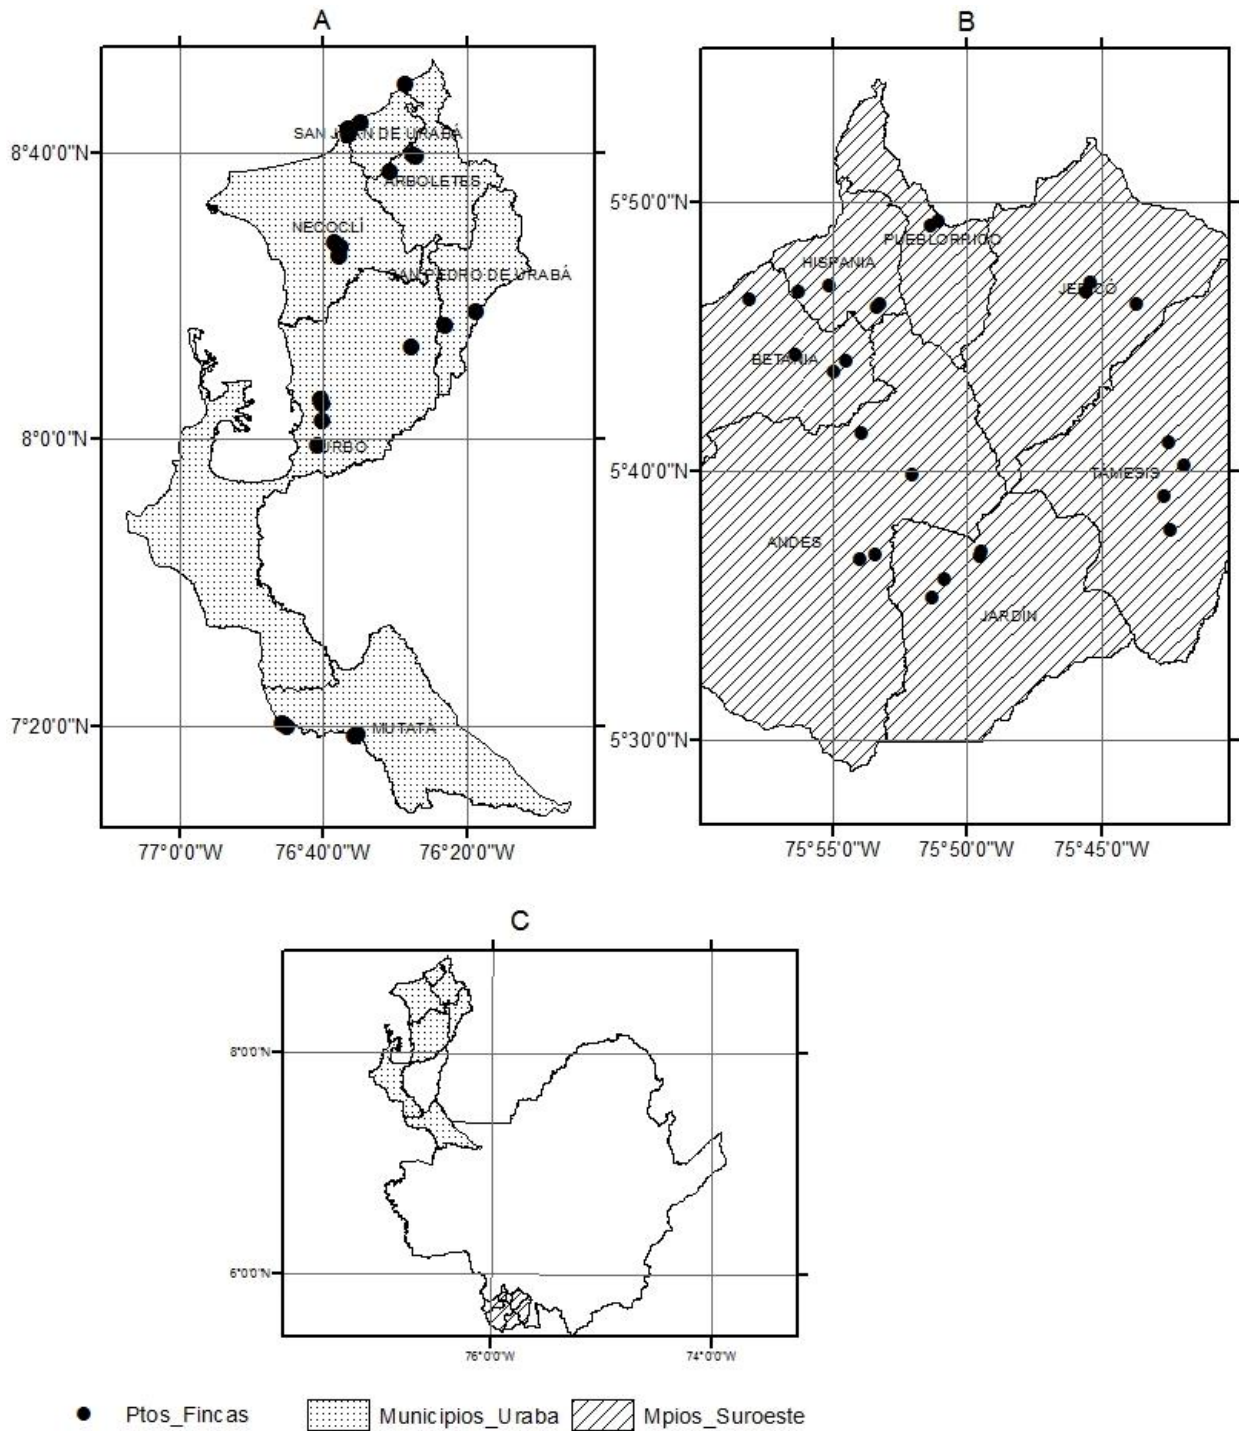 A
B
SAN JUAN DE URABÁ
8°40'0"N
ARBOLETES
NECOCLÍ
SAN PEDRO DE URABÁ
8°0'0"N
TURBO
7°20'0"N
MUTATÁ
77°0'0"W 76°40'0"W 76°20'0"W
5°50'0"N
PUEBLORRICO
HISPANIA
JERICÓ
BETANIA
5°40'0"N
TÁMESIS
ANDES
JARDÍN
5°30'0"N
75°55'0"W 75°50'0"W 75°45'0"W
C
8°0'0"N
6°0'0"N
76°0'0"W 74°0'0"W
Ptos_Fincas Municipios_Uraba Mpios_Suroeste